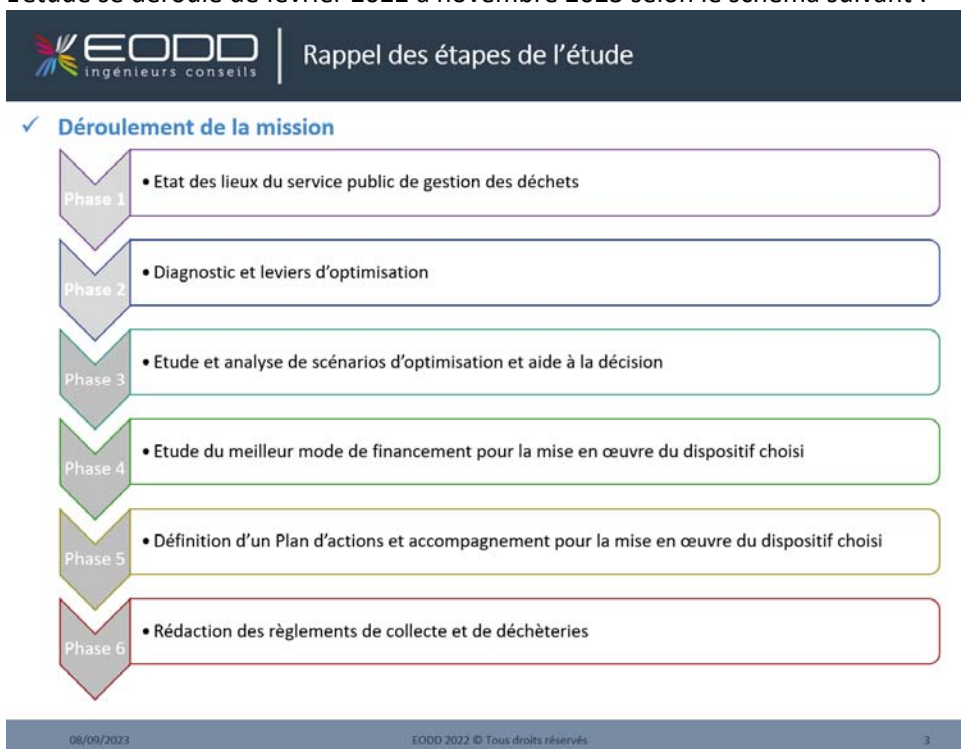 L'étude se déroule de février 2022 à novembre 2023 selon le schéma suivant :
EODD
ingénieurs conseils
Rappel des étapes de l'étude
✓ Déroulement de la mission
Phase 1
• Etat des lieux du service public de gestion des déchets
Phase 2
• Diagnostic et leviers d'optimisation
Phase 3
• Etude et analyse de scénarios d'optimisation et aide à la décision
Phase 4
• Etude du meilleur mode de financement pour la mise en œuvre du dispositif choisi
Phase 5
• Définition d'un Plan d'actions et accompagnement pour la mise en œuvre du dispositif choisi
Phase 6
• Rédaction des règlements de collecte et de déchèteries
08/09/2023
EODD 2022 © Tous droits réservés
3